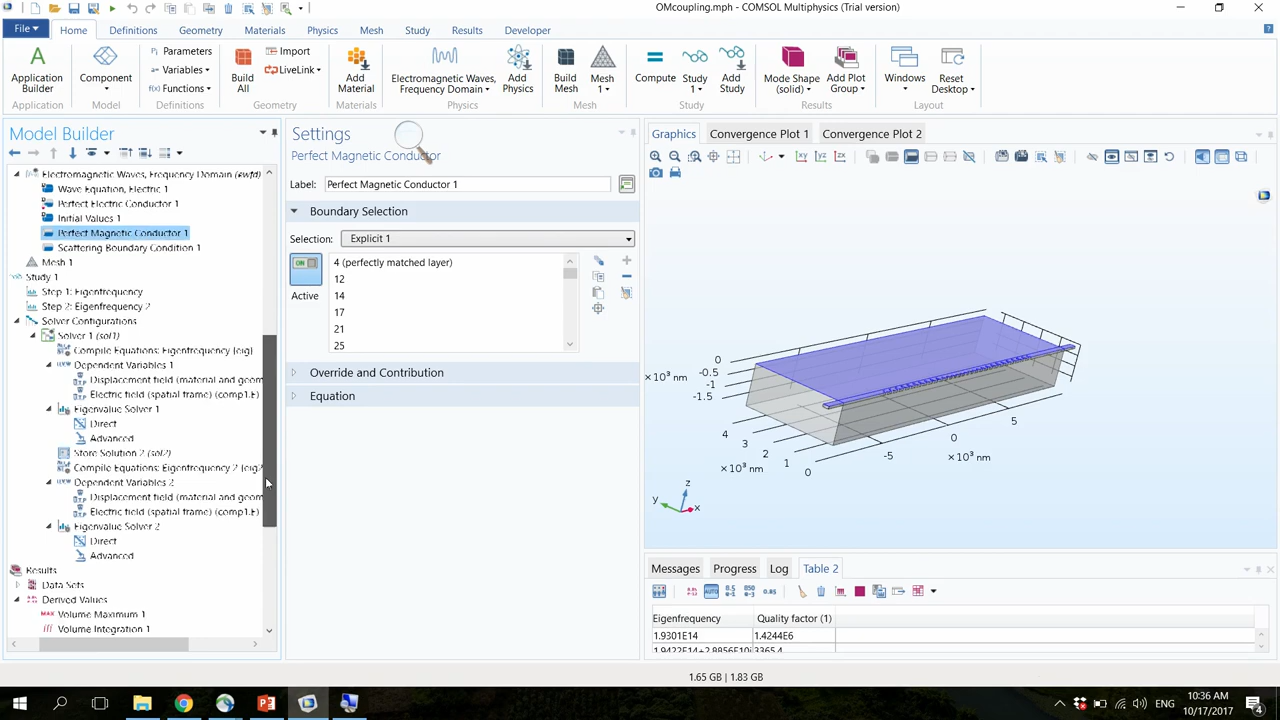 OMcoupling.mph - COMSOL Multiphysics (Trial version)
File Home Definitions Geometry Materials Physics Mesh Study Results Developer
Application Builder
Application
Component
Model
Parameters
Variables
Functions
Definitions
Build All
Import
LiveLink
Geometry
Add Material
Materials
Electromagnetic Waves, Frequency Domain
Add Physics
Physics
Build Mesh
Mesh 1
Mesh
Compute
Study 1
Add Study
Study
Mode Shape (solid)
Add Plot Group
Results
Windows
Reset Desktop
Layout
Model Builder
Electromagnetic Waves, Frequency Domain (ewfd)
Wave Equation, Electric 1
Perfect Electric Conductor 1
Initial Values 1
Perfect Magnetic Conductor 1
Scattering Boundary Condition 1
Mesh 1
Study 1
Step 1: Eigenfrequency
Step 2: Eigenfrequency 2
Solver Configurations
Solver 1 (sol1)
Compile Equations: Eigenfrequency {eig}
Dependent Variables 1
Displacement field (material and geom
Electric field (spatial frame) (comp1.E)
Eigenvalue Solver 1
Direct
Advanced
Store Solution 2 (sol2)
Compile Equations: Eigenfrequency 2 {eig2
Dependent Variables 2
Displacement field (material and geom
Electric field (spatial frame) (comp1.E)
Eigenvalue Solver 2
Direct
Advanced
Results
Data Sets
Derived Values
Volume Maximum 1
Volume Integration 1
Settings
Perfect Magnetic Conductor
Label: Perfect Magnetic Conductor 1
Boundary Selection
Selection: Explicit 1
ON
Active
4 (perfectly matched layer)
12
14
17
21
25
Override and Contribution
Equation
Graphics Convergence Plot 1 Convergence Plot 2
0
-0.5
×10³ nm
-1
-1.5
4
3
2
1
0
×10³ nm
-5
0
5
×10³ nm
z
y
x
Messages Progress Log Table 2
Eigenfrequency Quality factor (1)
1.9301E14 1.4244E6
1.9422E14+2.8856E10i 3365.4
1.65 GB | 1.83 GB
ENG
10:36 AM
10/17/2017